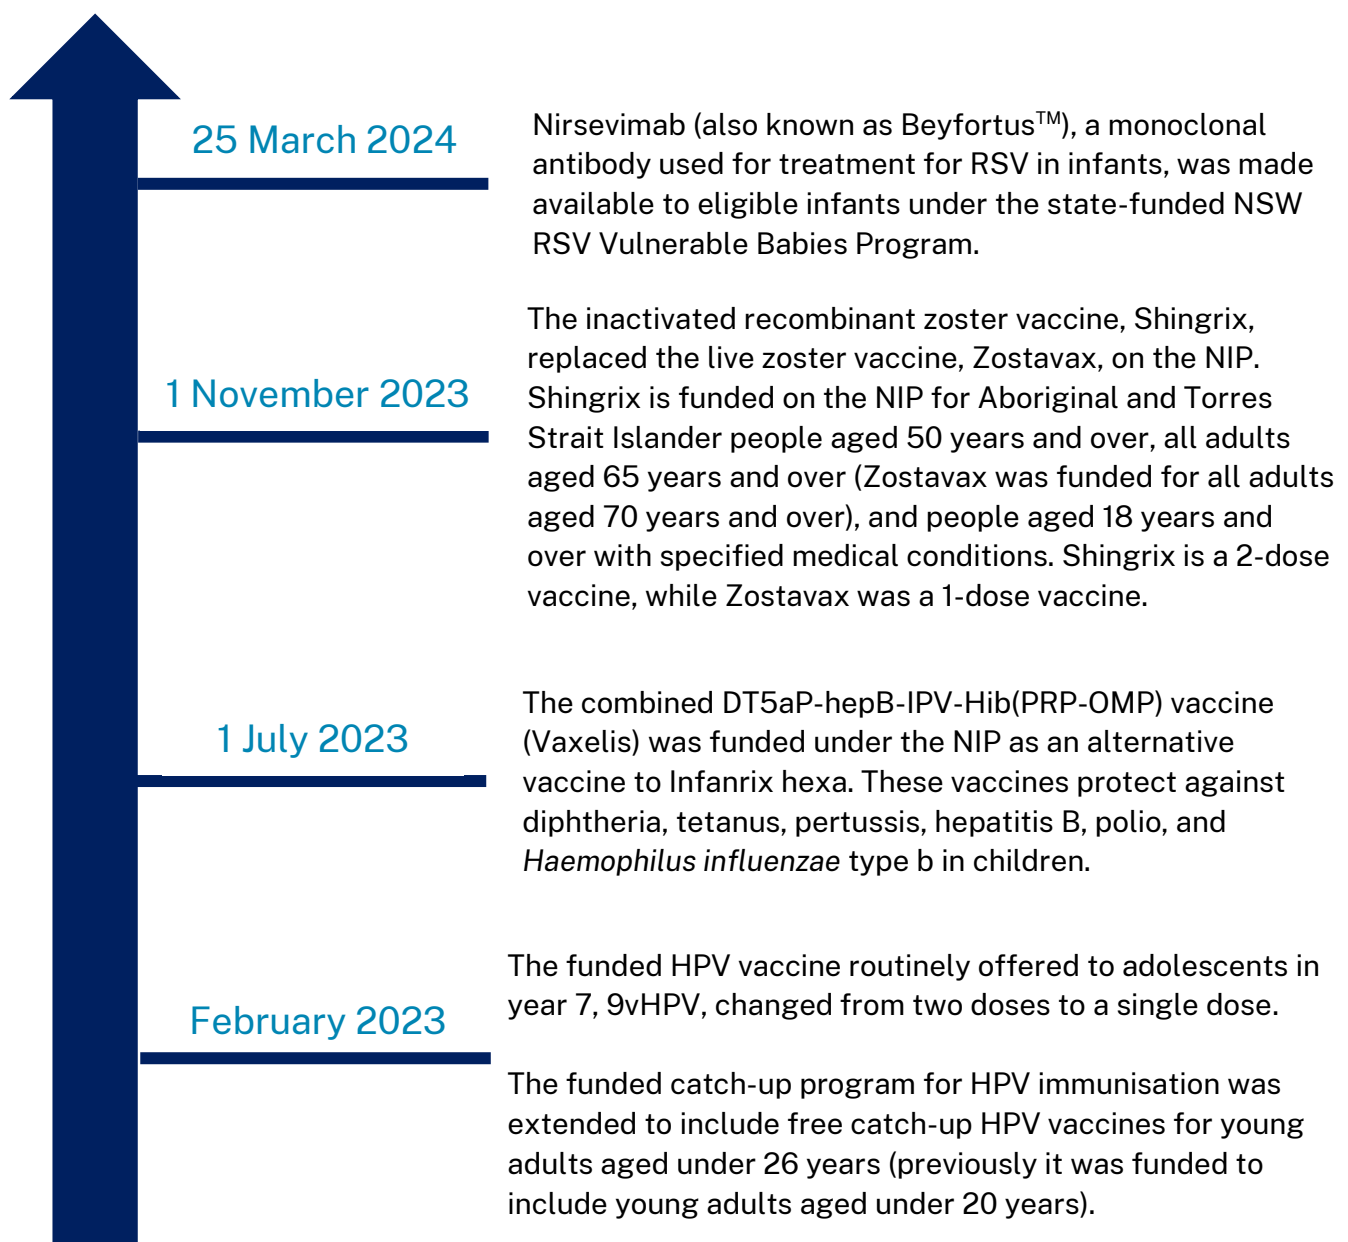 25 March 2024
Nirsevimab (also known as Beyfortus™), a monoclonal
antibody used for treatment for RSV in infants, was made
available to eligible infants under the state-funded NSW
RSV Vulnerable Babies Program.
1 November 2023
The inactivated recombinant zoster vaccine, Shingrix,
replaced the live zoster vaccine, Zostavax, on the NIP.
Shingrix is funded on the NIP for Aboriginal and Torres
Strait Islander people aged 50 years and over, all adults
aged 65 years and over (Zostavax was funded for all adults
aged 70 years and over), and people aged 18 years and
over with specified medical conditions. Shingrix is a 2-dose
vaccine, while Zostavax was a 1-dose vaccine.
1 July 2023
The combined DT5aP-hepB-IPV-Hib(PRP-OMP) vaccine
(Vaxelis) was funded under the NIP as an alternative
vaccine to Infanrix hexa. These vaccines protect against
diphtheria, tetanus, pertussis, hepatitis B, polio, and
Haemophilus influenzae type b in children.
February 2023
The funded HPV vaccine routinely offered to adolescents in
year 7, 9vHPV, changed from two doses to a single dose.
The funded catch-up program for HPV immunisation was
extended to include free catch-up HPV vaccines for young
adults aged under 26 years (previously it was funded to
include young adults aged under 20 years).